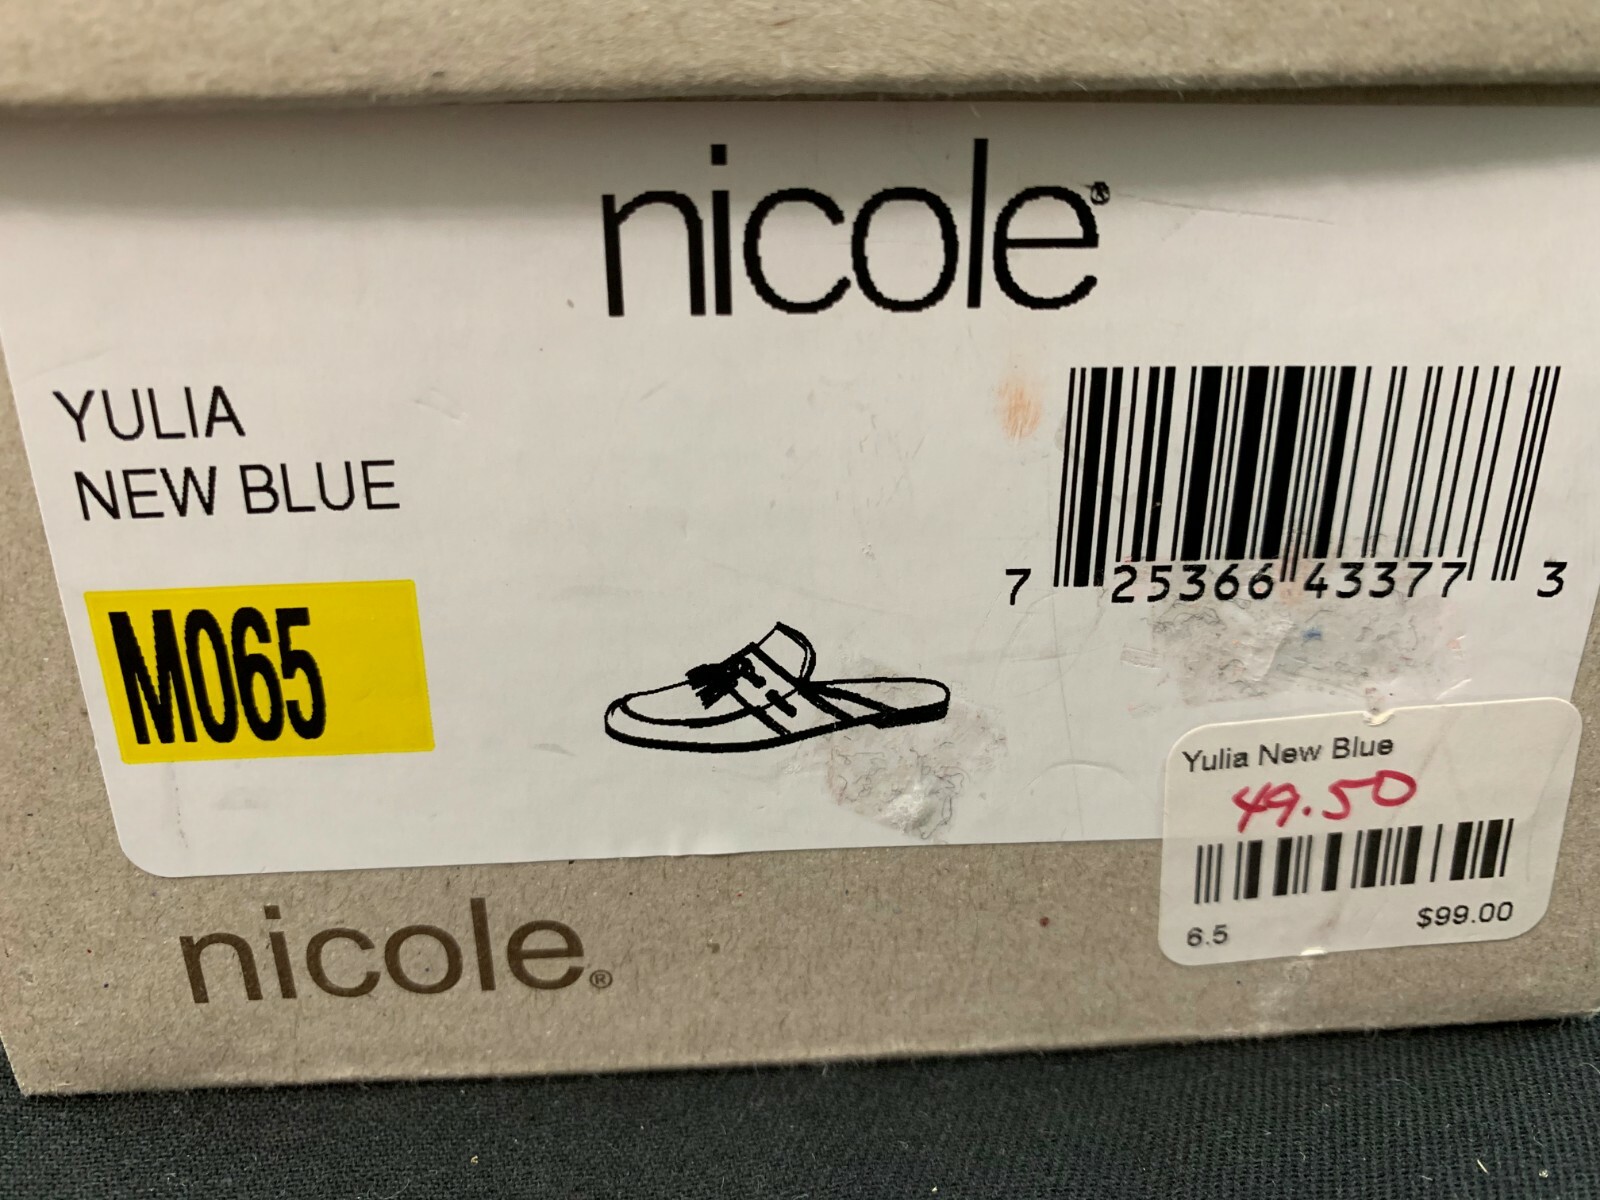 nicole®
YULIA
NEW BLUE
M065
7 25366 43377 3
Yulia New Blue
49.50
6.5 $99.00
nicole®